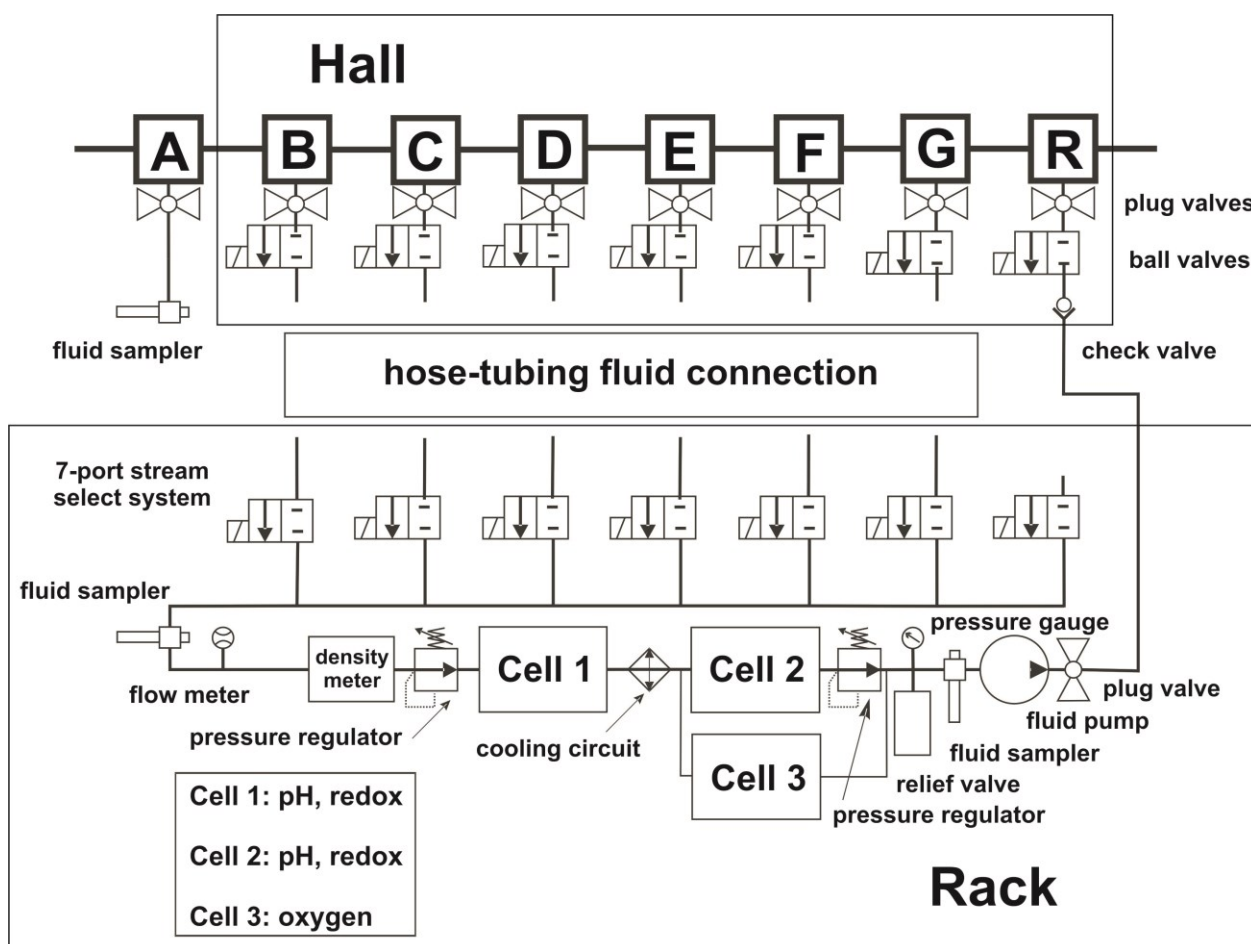 Hall
A
B
C
D
E
F
G
R
plug valves
ball valves
fluid sampler
check valve
hose-tubing fluid connection
7-port stream
select system
fluid sampler
pressure gauge
density
meter
Cell 1
Cell 2
flow meter
plug valve
pressure regulator
cooling circuit
fluid pump
Cell 3
fluid sampler
relief valve
pressure regulator
Cell 1: pH, redox
Cell 2: pH, redox
Cell 3: oxygen
Rack